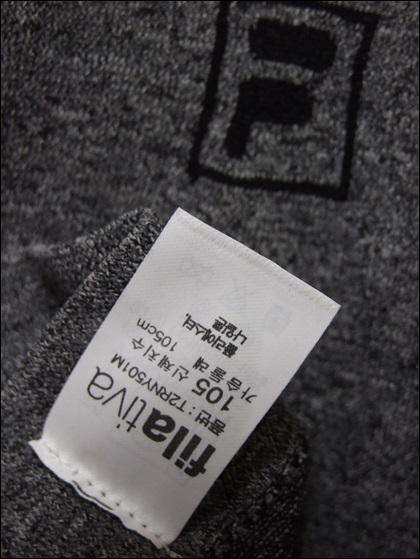 F
filativa
품번 : T2RNY501M
105 신체치수
가슴둘레 105cm
폴리에스터,
나일론